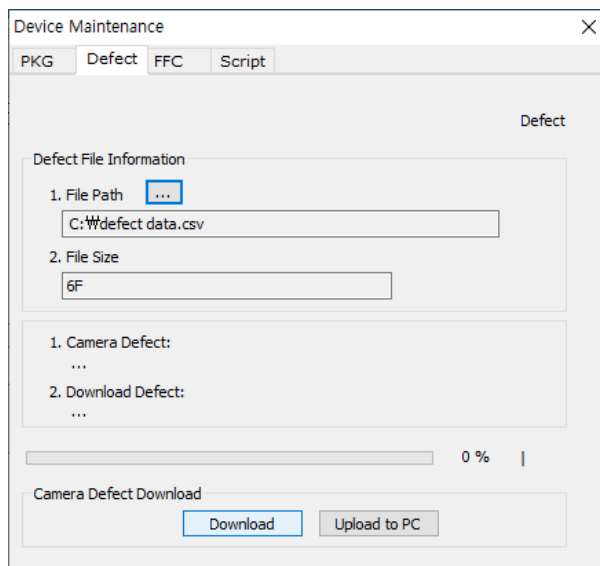 Device Maintenance
PKG Defect FFC Script
Defect
Defect File Information
1. File Path ...
C:₩defect data.csv
2. File Size
6F
1. Camera Defect:
...
2. Download Defect:
...
0 %
Camera Defect Download
Download Upload to PC